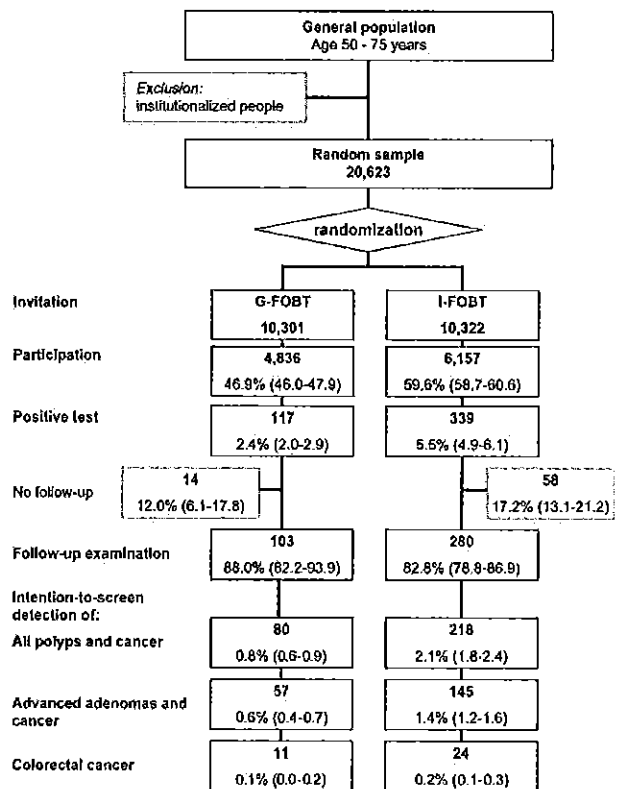 General population
Age 50 - 75 years
Exclusion:
institutionalized people
Random sample
20,623
randomization
Invitation
G-FOBT
10,301
I-FOBT
10,322
Participation
4,836
46.9% (46.0-47.9)
6,157
59.6% (58.7-60.6)
Positive test
117
2.4% (2.0-2.9)
339
5.5% (4.9-6.1)
No follow-up
14
12.0% (6.1-17.8)
58
17.2% (13.1-21.2)
Follow-up examination
103
88.0% (82.2-93.9)
280
82.8% (78.8-86.9)
Intention-to-screen
detection of:
All polyps and cancer
80
0.8% (0.6-0.9)
218
2.1% (1.8-2.4)
Advanced adenomas and
cancer
57
0.6% (0.4-0.7)
145
1.4% (1.2-1.6)
Colorectal cancer
11
0.1% (0.0-0.2)
24
0.2% (0.1-0.3)